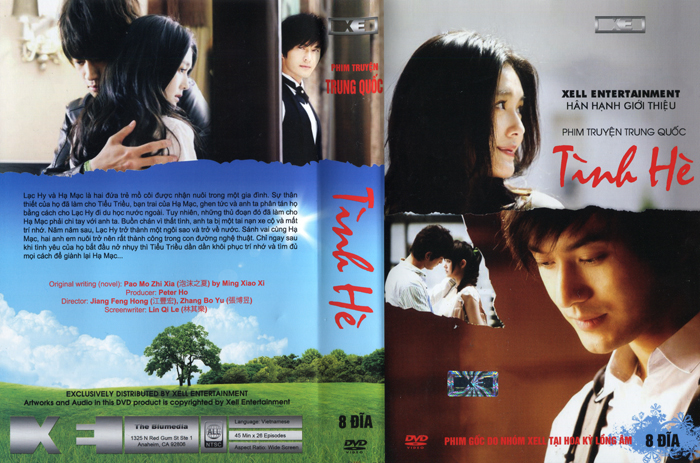 XELL
PHIM TRUYỆN
TRUNG QUỐC
Lạc Hy và Hạ Mạc là hai đứa trẻ mồ côi được nhận nuôi trong một gia đình. Sự thân
thiết của họ đã làm cho Tiểu Triều, bạn trai của Hạ Mạc, ghen tức và anh ta phân tán họ
bằng cách cho Lạc Hy đi du học nước ngoài. Tuy nhiên, những thủ đoạn đó đã làm cho
Hạ Mạc phải chi tay với anh ta. Buồn chán vì thất tình, anh ta bị một tai nạn xe cộ và mất
trí nhớ. Năm năm sau, Lạc Hy trở thành một ngôi sao và trở về nước. Sánh vai cùng Hạ
Mạc, hai anh em nuôi trở nên rất thành công trong con đường nghệ thuật. Chỉ ngay sau
khi tình yêu của họ bắt đầu nở nhụy thì Tiểu Triều dần dần khôi phục trí nhớ và tìm đủ
mọi cách để giành lại Hạ Mạc...
Original writing (novel): Pao Mo Zhi Xia (泡沫之夏) by Ming Xiao Xi
Producer: Peter Ho
Director: Jiang Feng Hong (江豐宏), Zhang Bo Yu (張博昱)
Screenwriter: Lin Qi Le (林其樂)
EXCLUSIVELY DISTRIBUTED BY XELL ENTERTAINMENT
Artworks and Audio in this DVD product is copyrighted by Xell Entertainment
The Blumedia
1325 N Red Gum St Ste 1
Anaheim, CA 92806
ALL
NTSC
Language: Vietnamese
45 Min x 26 Episodes
Aspect Ratio: Wide Screen
Tình Hè
8 ĐĨA
DVD
VIDEO
XELL ENTERTAINMENT
HÂN HẠNH GIỚI THIỆU
PHIM TRUYỆN TRUNG QUỐC
Tình Hè
DVD
VIDEO
PHIM GỐC DO NHÓM XELL TẠI HOA KỲ LỒNG ÂM
8 ĐĨA